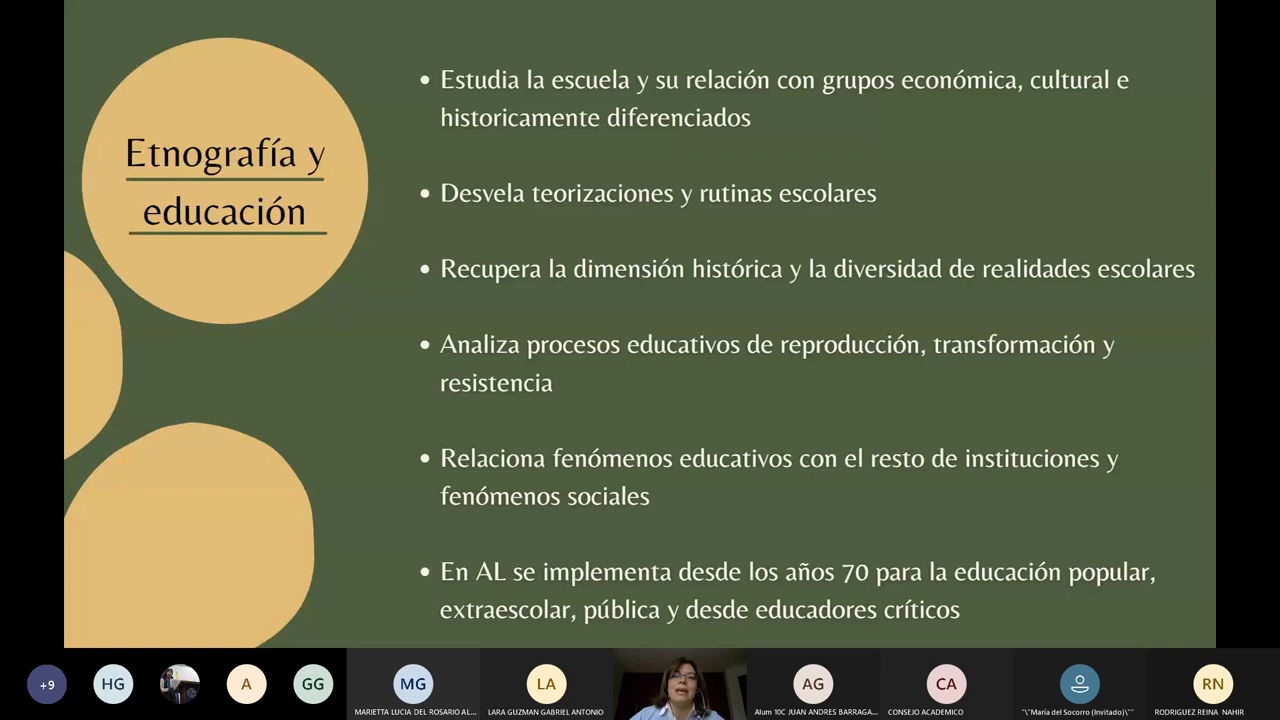 Etnografía y
educación
• Estudia la escuela y su relación con grupos económica, cultural e
historicamente diferenciados
• Desvela teorizaciones y rutinas escolares
• Recupera la dimensión histórica y la diversidad de realidades escolares
• Analiza procesos educativos de reproducción, transformación y
resistencia
• Relaciona fenómenos educativos con el resto de instituciones y
fenómenos sociales
• En AL se implementa desde los años 70 para la educación popular,
extraescolar, pública y desde educadores críticos
+9
HG
A
GG
MG
MARIETTA LUCIA DEL ROSARIO AL...
LA
LARA GUZMAN GABRIEL ANTONIO
AG
Alum 10C JUAN ANDRES BARRAGA...
CA
CONSEJO ACADEMICO
"\"María del Socorro (Invitado)\""
RN
RODRIGUEZ REINA NAHIR